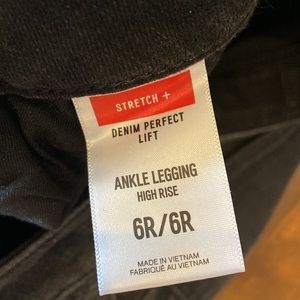 STRETCH +
DENIM PERFECT
LIFT
ANKLE LEGGING
HIGH RISE
6R/6R
MADE IN VIETNAM
FABRIQUÉ AU VIETNAM